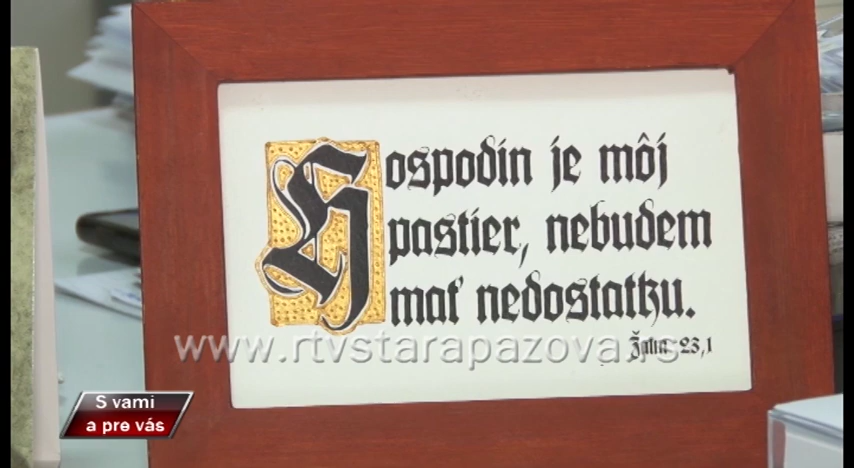 Hospodin je môj
pastier, nebudem
mať nedostatku.
Žalm 23,1
www.rtvstarapazova.rs
S vami
a pre vás